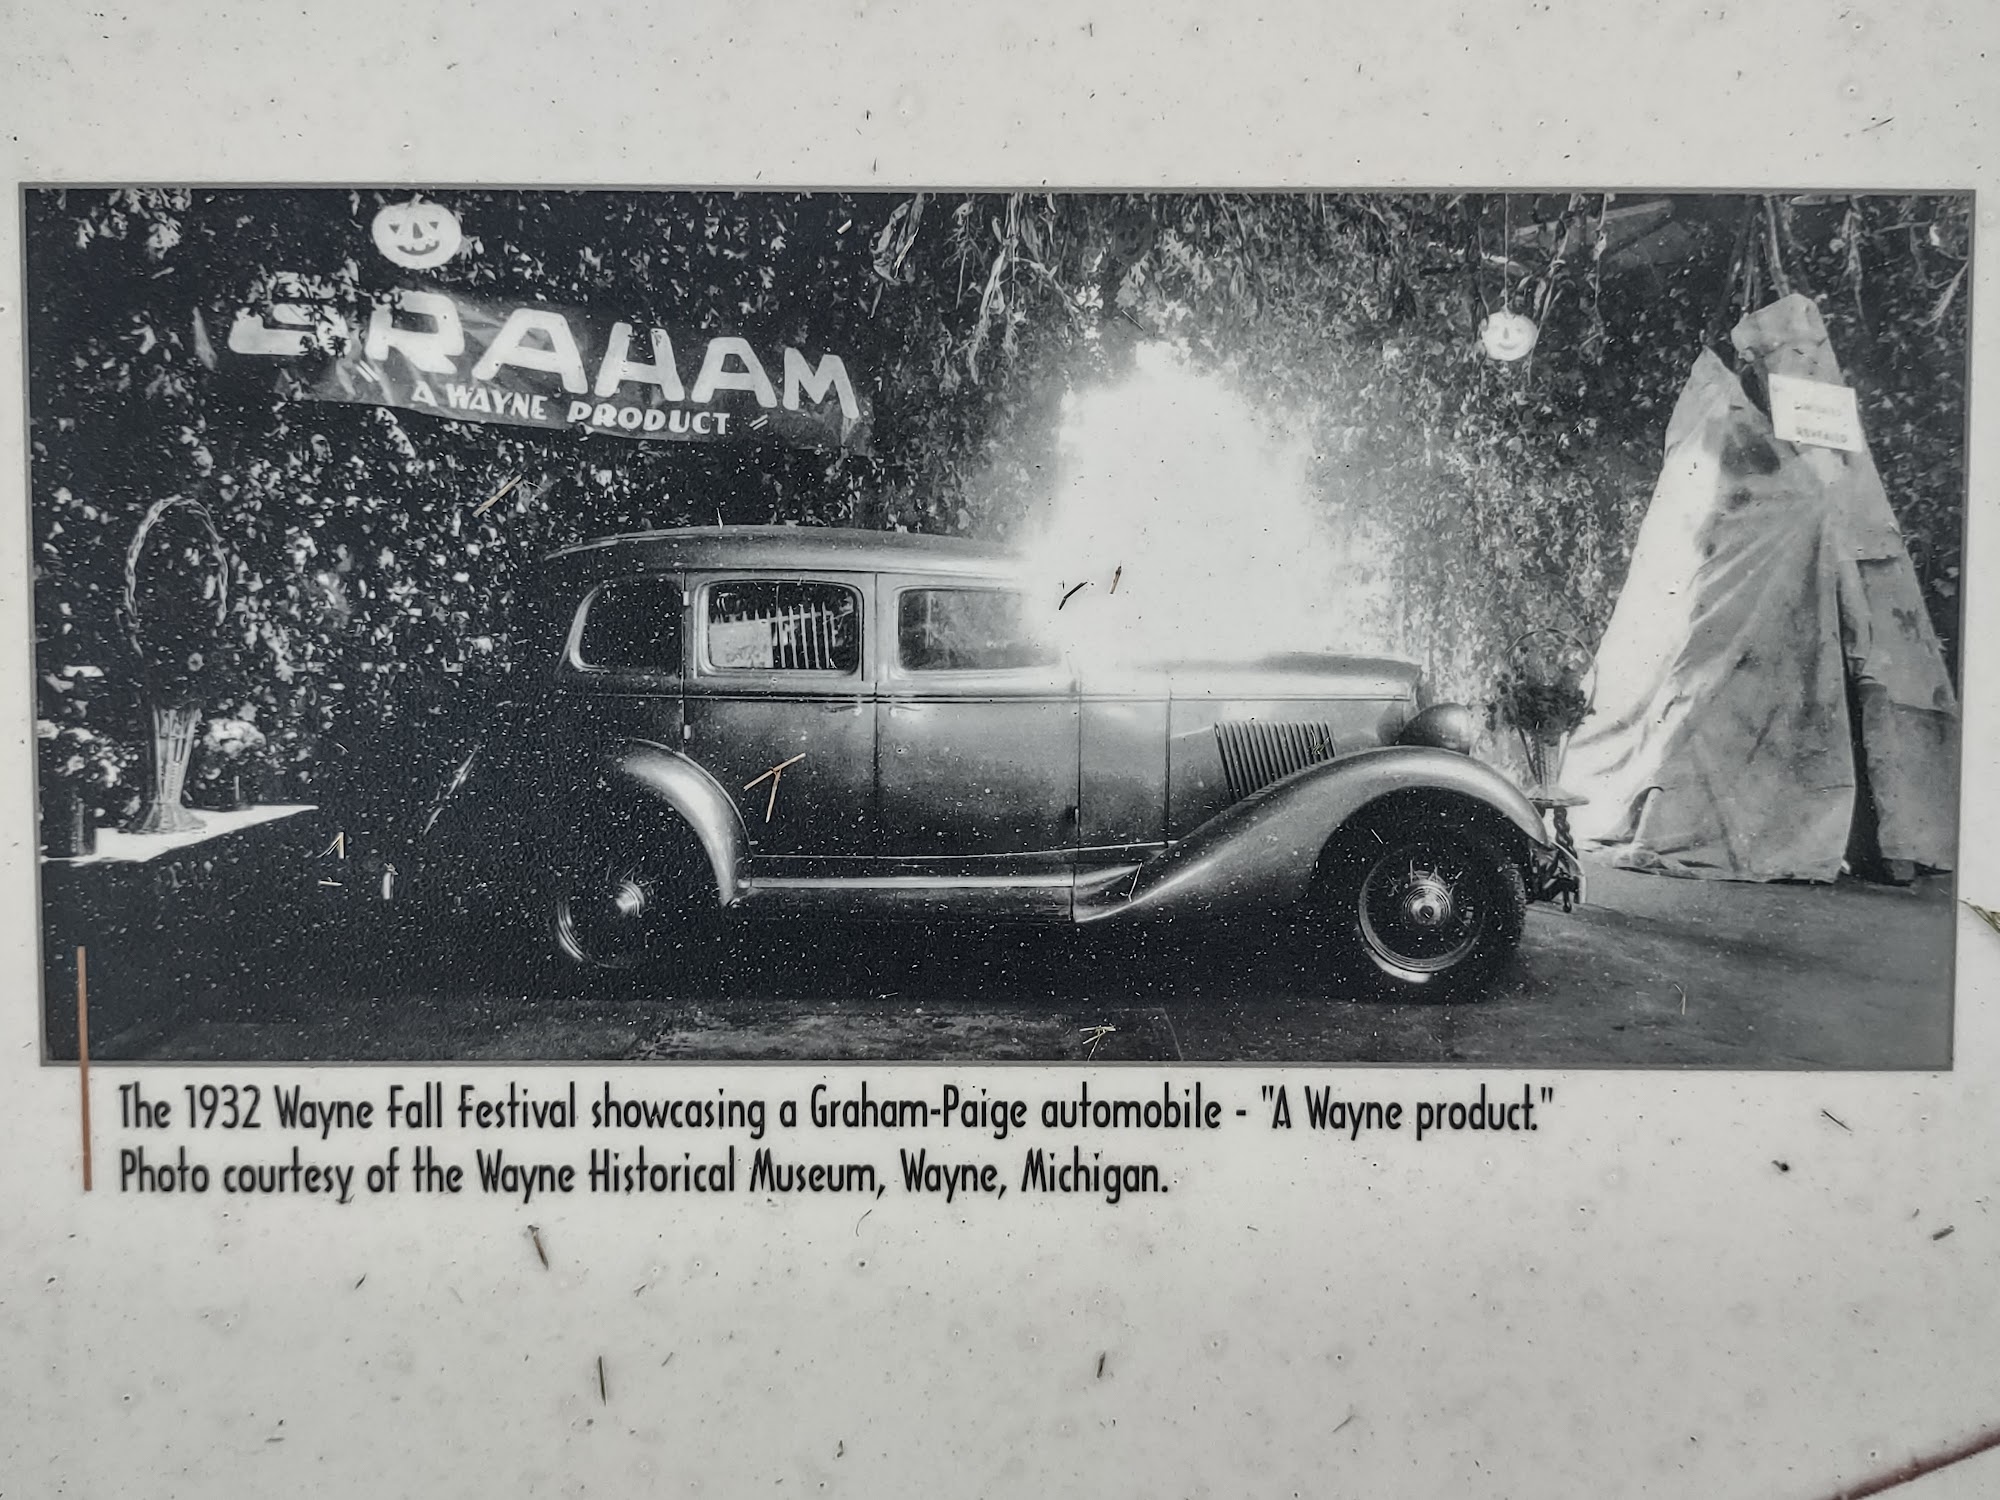 GRAHAM
A WAYNE PRODUCT
REVEALED
The 1932 Wayne Fall Festival showcasing a Graham-Paige automobile - "A Wayne product."
Photo courtesy of the Wayne Historical Museum, Wayne, Michigan.